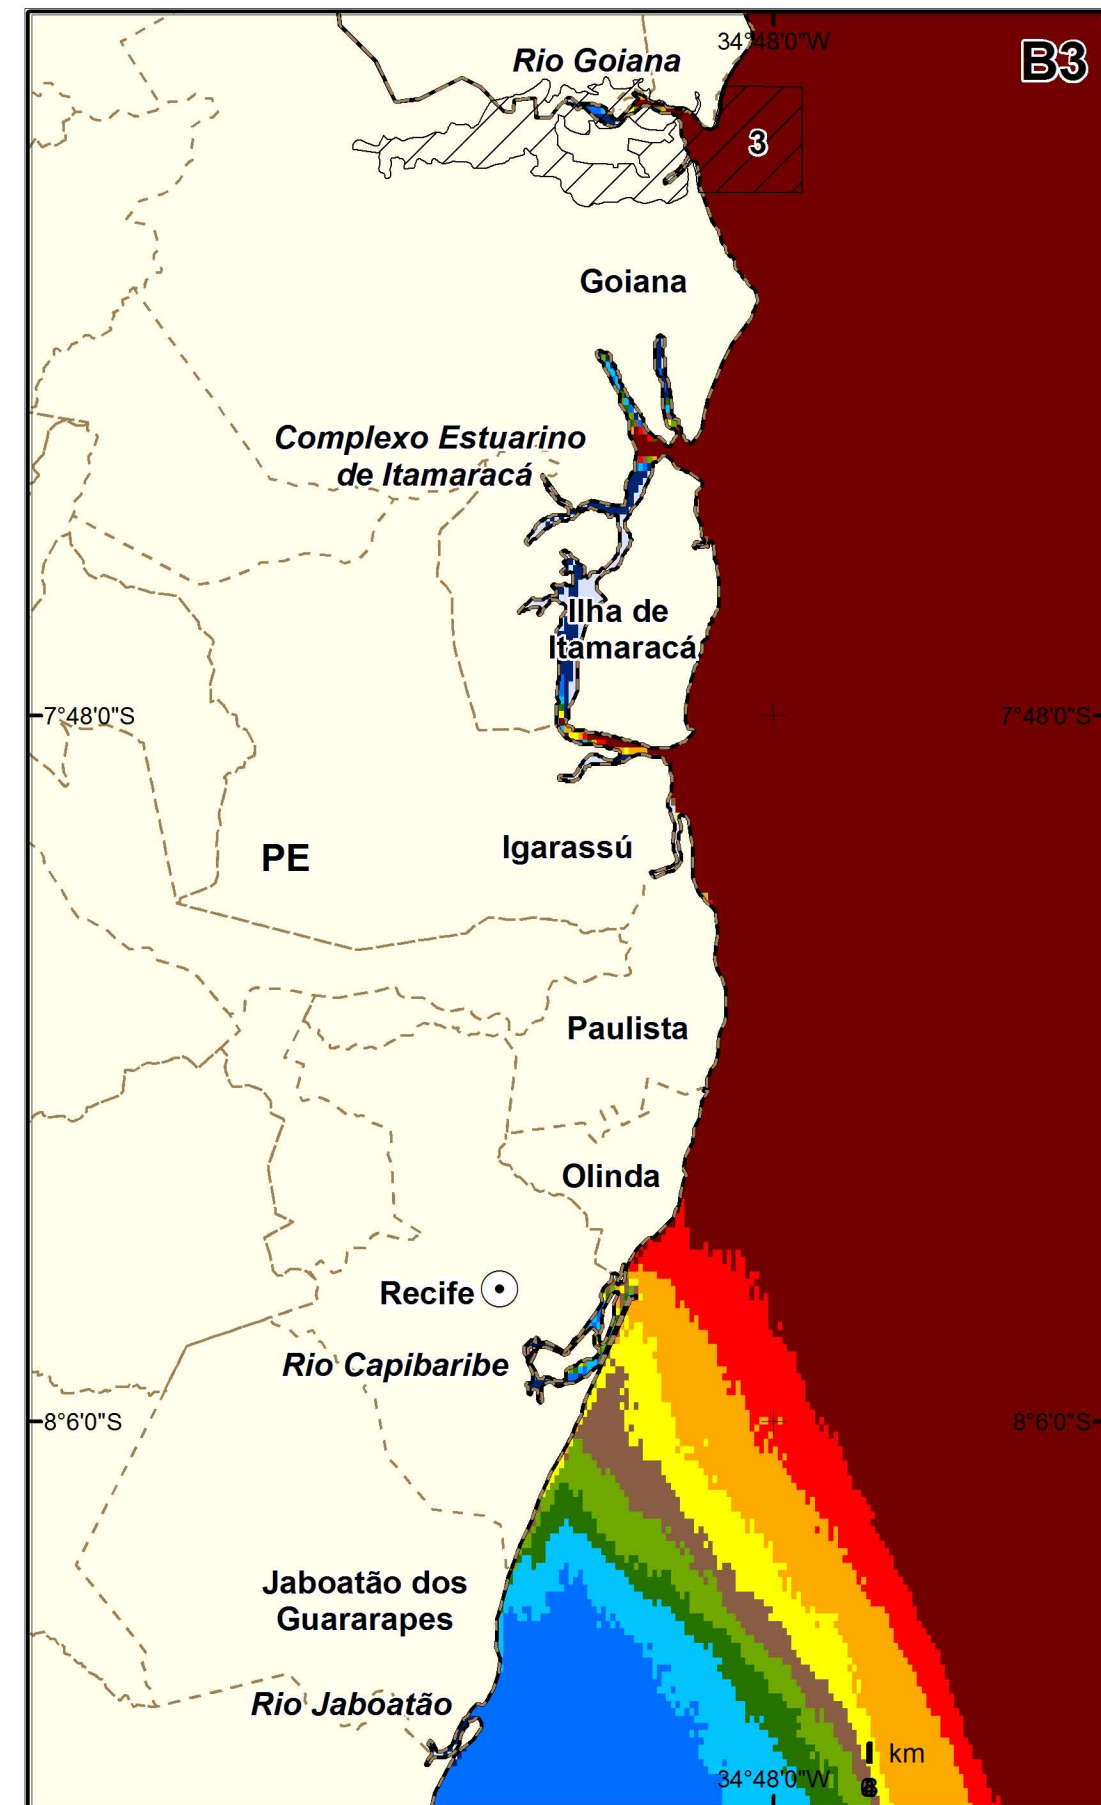 34°48'0"W
B3
Rio Goiana
3
Goiana
Complexo Estuarino
de Itamaracá
Ilha de
Itamaracá
7°48'0"S
7°48'0"S
Igarassú
PE
Paulista
Olinda
Recife
Rio Capibaribe
8°6'0"S
8°6'0"S
Jaboatão dos
Guararapes
Rio Jaboatão
km
34°48'0"W